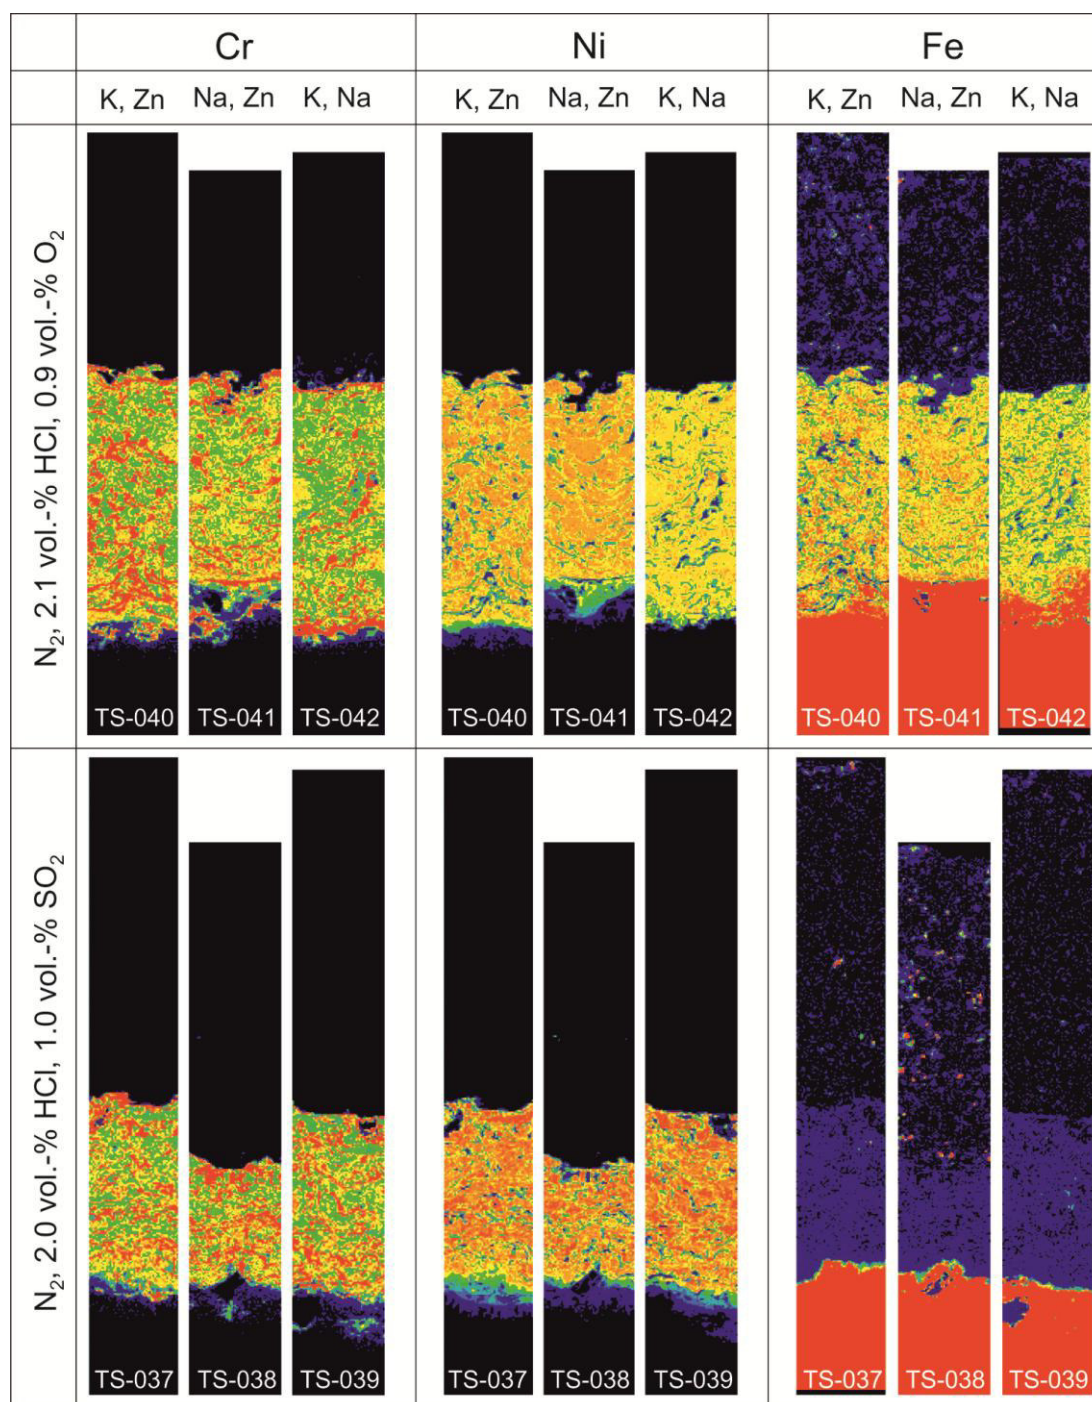 Cr Ni Fe
K, Zn Na, Zn K, Na K, Zn Na, Zn K, Na K, Zn Na, Zn K, Na
N₂, 2.1 vol.-% HCl, 0.9 vol.-% O₂
TS-040 TS-041 TS-042 TS-040 TS-041 TS-042 TS-040 TS-041 TS-042
N₂, 2.0 vol.-% HCl, 1.0 vol.-% SO₂
TS-037 TS-038 TS-039 TS-037 TS-038 TS-039 TS-037 TS-038 TS-039